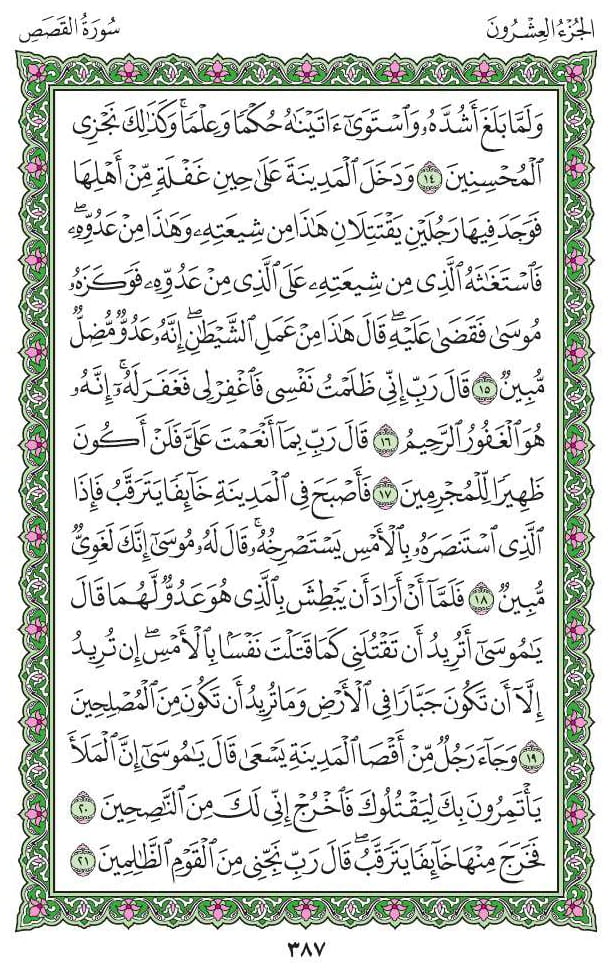 الجُزْءُ العِشْرُونَ
سُورَةُ القَصَصِ
وَلَمَّا بَلَغَ أَشُدَّهُۥ وَٱسْتَوَىٰٓ ءَاتَيْنَٰهُ حُكْمًا وَعِلْمًاۚ وَكَذَٰلِكَ نَجْزِي
ٱلْمُحْسِنِينَ ١٤ وَدَخَلَ ٱلْمَدِينَةَ عَلَىٰ حِينِ غَفْلَةٍ مِّنْ أَهْلِهَا
فَوَجَدَ فِيهَا رَجُلَيْنِ يَقْتَتِلَانِ هَٰذَا مِن شِيعَتِهِۦ وَهَٰذَا مِنْ عَدُوِّهِۦۖ
فَٱسْتَغَٰثَهُ ٱلَّذِي مِن شِيعَتِهِۦ عَلَى ٱلَّذِي مِنْ عَدُوِّهِۦ فَوَكَزَهُۥ
مُوسَىٰ فَقَضَىٰ عَلَيْهِۖ قَالَ هَٰذَا مِنْ عَمَلِ ٱلشَّيْطَٰنِۖ إِنَّهُۥ عَدُوٌّ مُّضِلٌّ
مُّبِينٌ ١٥ قَالَ رَبِّ إِنِّي ظَلَمْتُ نَفْسِي فَٱغْفِرْ لِي فَغَفَرَ لَهُۥٓۚ إِنَّهُۥ
هُوَ ٱلْغَفُورُ ٱلرَّحِيمُ ١٦ قَالَ رَبِّ بِمَآ أَنْعَمْتَ عَلَيَّ فَلَنْ أَكُونَ
ظَهِيرًا لِّلْمُجْرِمِينَ ١٧ فَأَصْبَحَ فِي ٱلْمَدِينَةِ خَآئِفًا يَتَرَقَّبُ فَإِذَا
ٱلَّذِي ٱسْتَنصَرَهُۥ بِٱلْأَمْسِ يَسْتَصْرِخُهُۥۚ قَالَ لَهُۥ مُوسَىٰٓ إِنَّكَ لَغَوِيٌّ
مُّبِينٌ ١٨ فَلَمَّآ أَنْ أَرَادَ أَن يَبْطِشَ بِٱلَّذِي هُوَ عَدُوٌّ لَّهُمَا قَالَ
يَٰمُوسَىٰٓ أَتُرِيدُ أَن تَقْتُلَنِي كَمَا قَتَلْتَ نَفْسًۢا بِٱلْأَمْسِۖ إِن تُرِيدُ
إِلَّآ أَن تَكُونَ جَبَّارًا فِي ٱلْأَرْضِ وَمَا تُرِيدُ أَن تَكُونَ مِنَ ٱلْمُصْلِحِينَ
١٩ وَجَآءَ رَجُلٌ مِّنْ أَقْصَا ٱلْمَدِينَةِ يَسْعَىٰ قَالَ يَٰمُوسَىٰٓ إِنَّ ٱلْمَلَأَ
يَأْتَمِرُونَ بِكَ لِيَقْتُلُوكَ فَٱخْرُجْ إِنِّي لَكَ مِنَ ٱلنَّٰصِحِينَ ٢٠
فَخَرَجَ مِنْهَا خَآئِفًا يَتَرَقَّبُۖ قَالَ رَبِّ نَجِّنِي مِنَ ٱلْقَوْمِ ٱلظَّٰلِمِينَ ٢١
٣٨٧